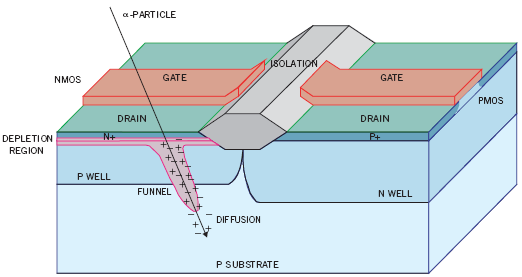 α-PARTICLE
ISOLATION
NMOS
GATE
GATE
PMOS
DRAIN
DRAIN
DEPLETION
REGION
N+
P+
P WELL
FUNNEL
N WELL
DIFFUSION
P SUBSTRATE